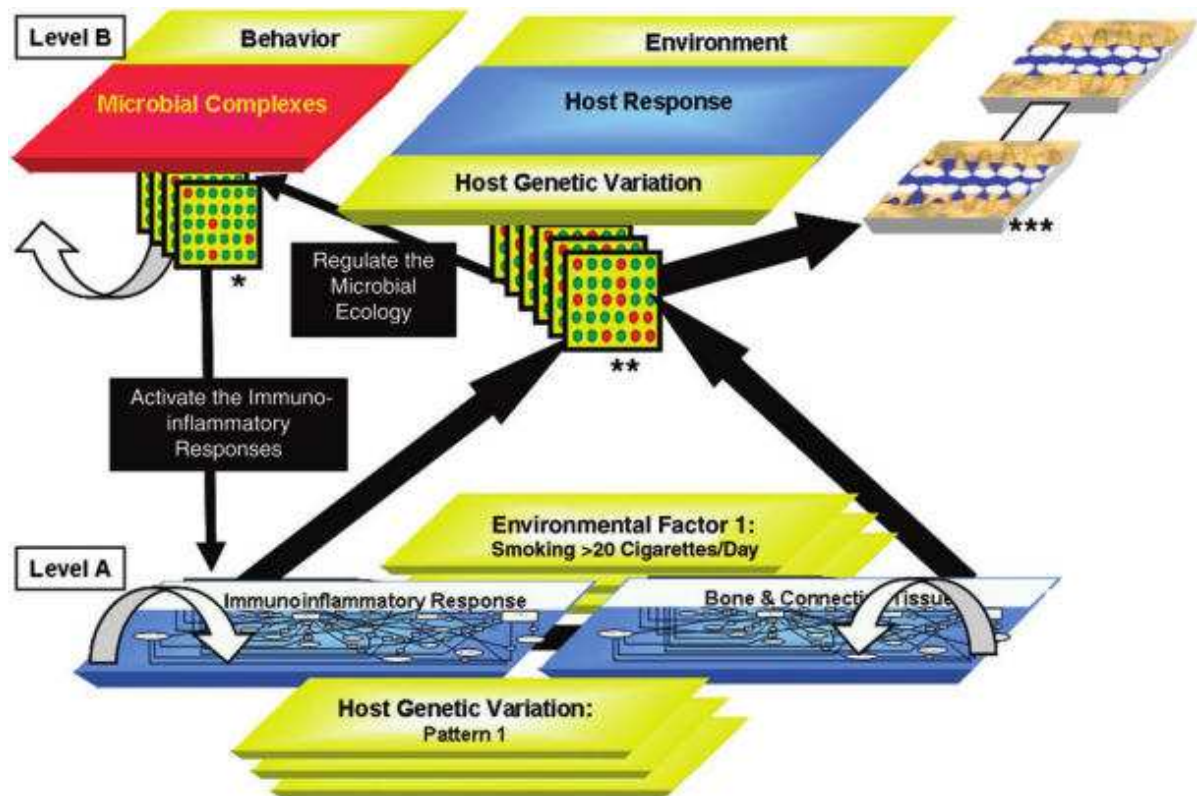 Level B
Behavior
Microbial Complexes
Environment
Host Response
Host Genetic Variation
*
Regulate the
Microbial
Ecology
**
***
Activate the Immuno-
inflammatory
Responses
Environmental Factor 1:
Smoking >20 Cigarettes/Day
Level A
Immunoinflammatory Response
Bone & Connection Tissue
Host Genetic Variation:
Pattern 1